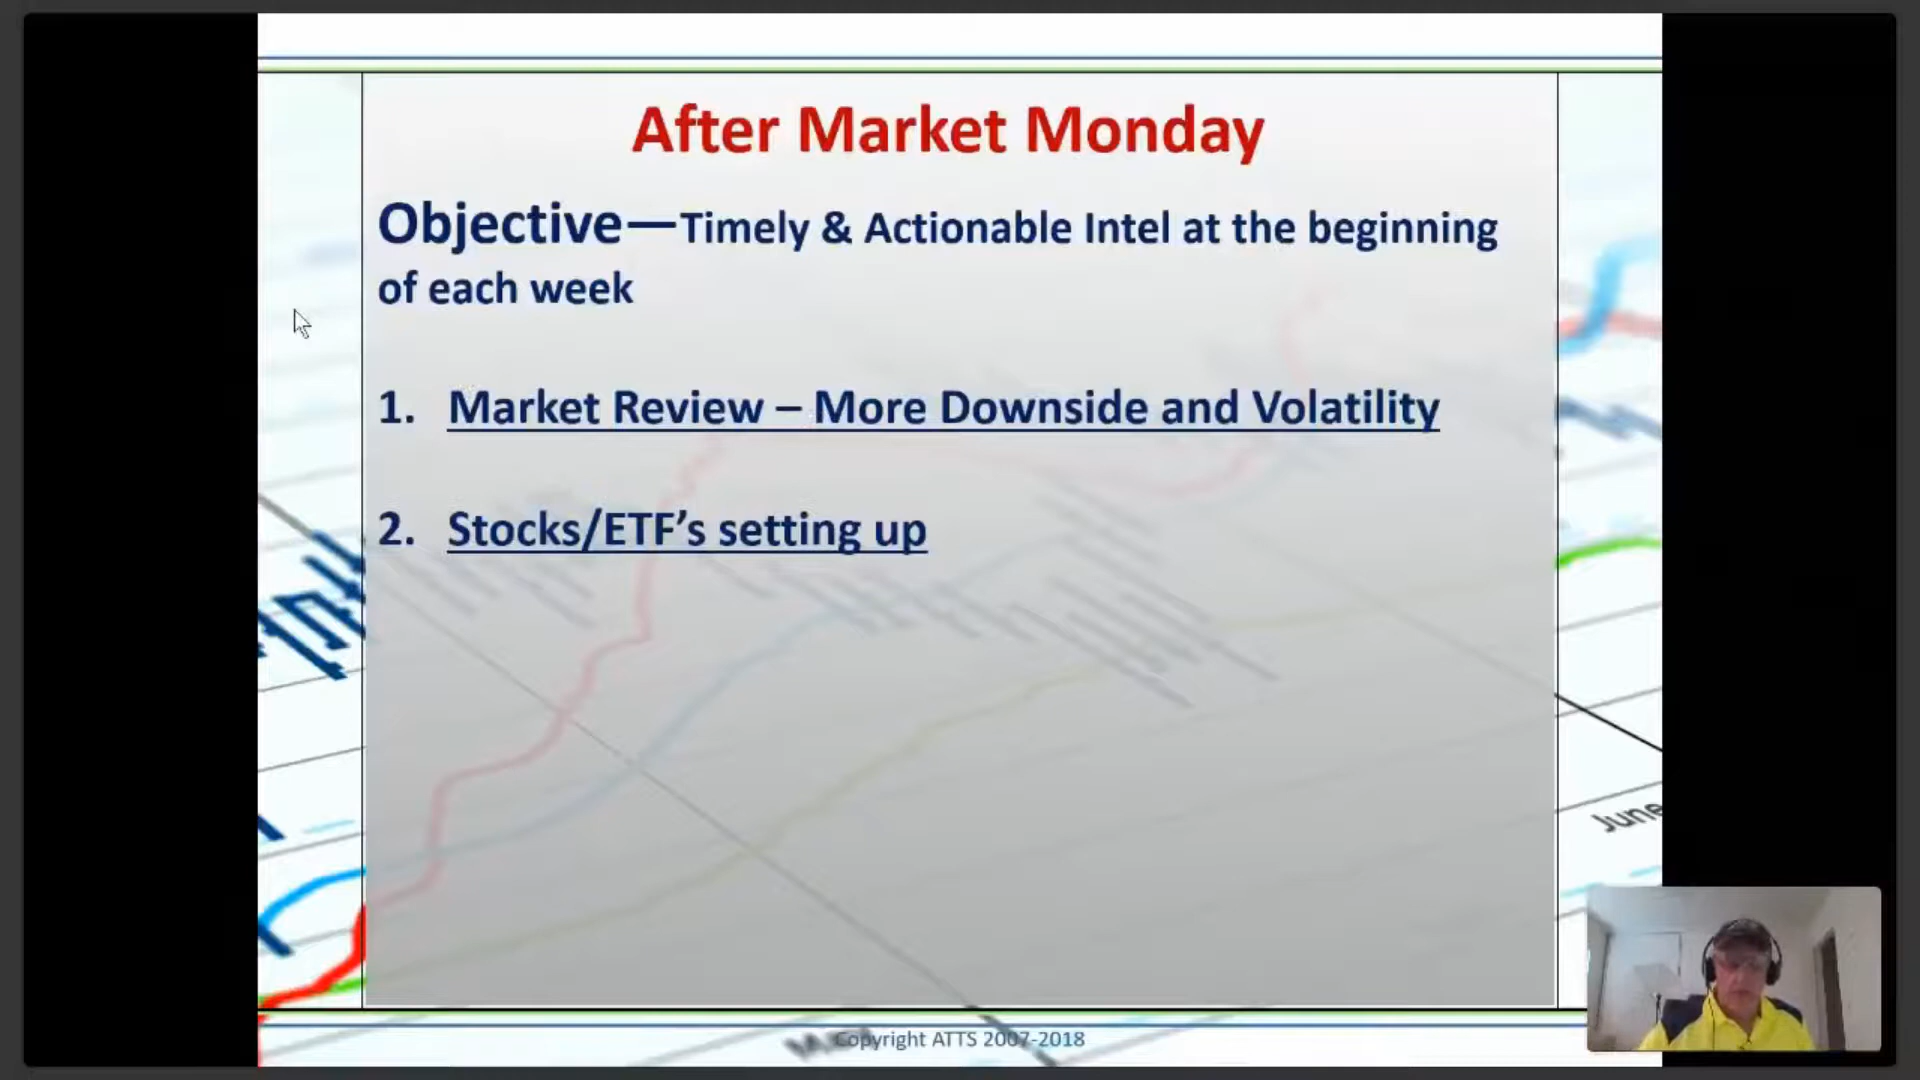 After Market Monday
Objective—Timely & Actionable Intel at the beginning
of each week
1. Market Review – More Downside and Volatility
2. Stocks/ETF's setting up
June
Copyright ATTS 2007-2018